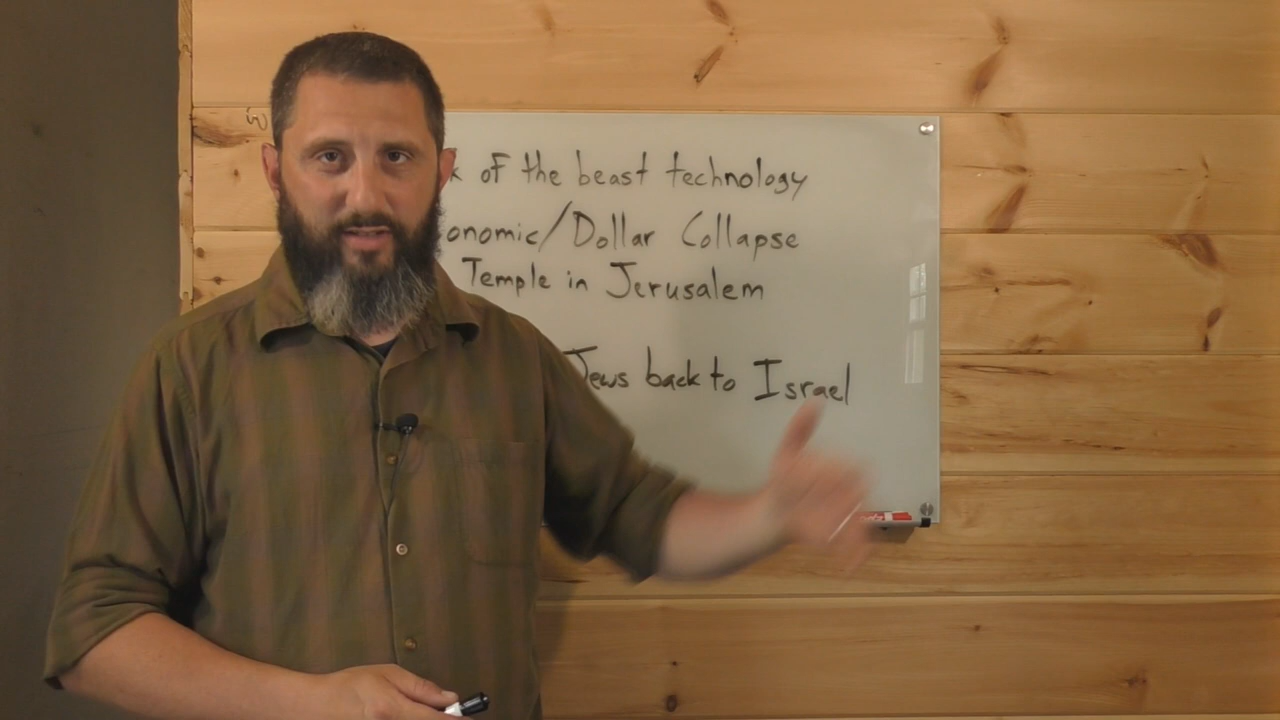 of the beast technology
onomic/Dollar Collapse
Temple in Jerusalem
Jews back to Israel